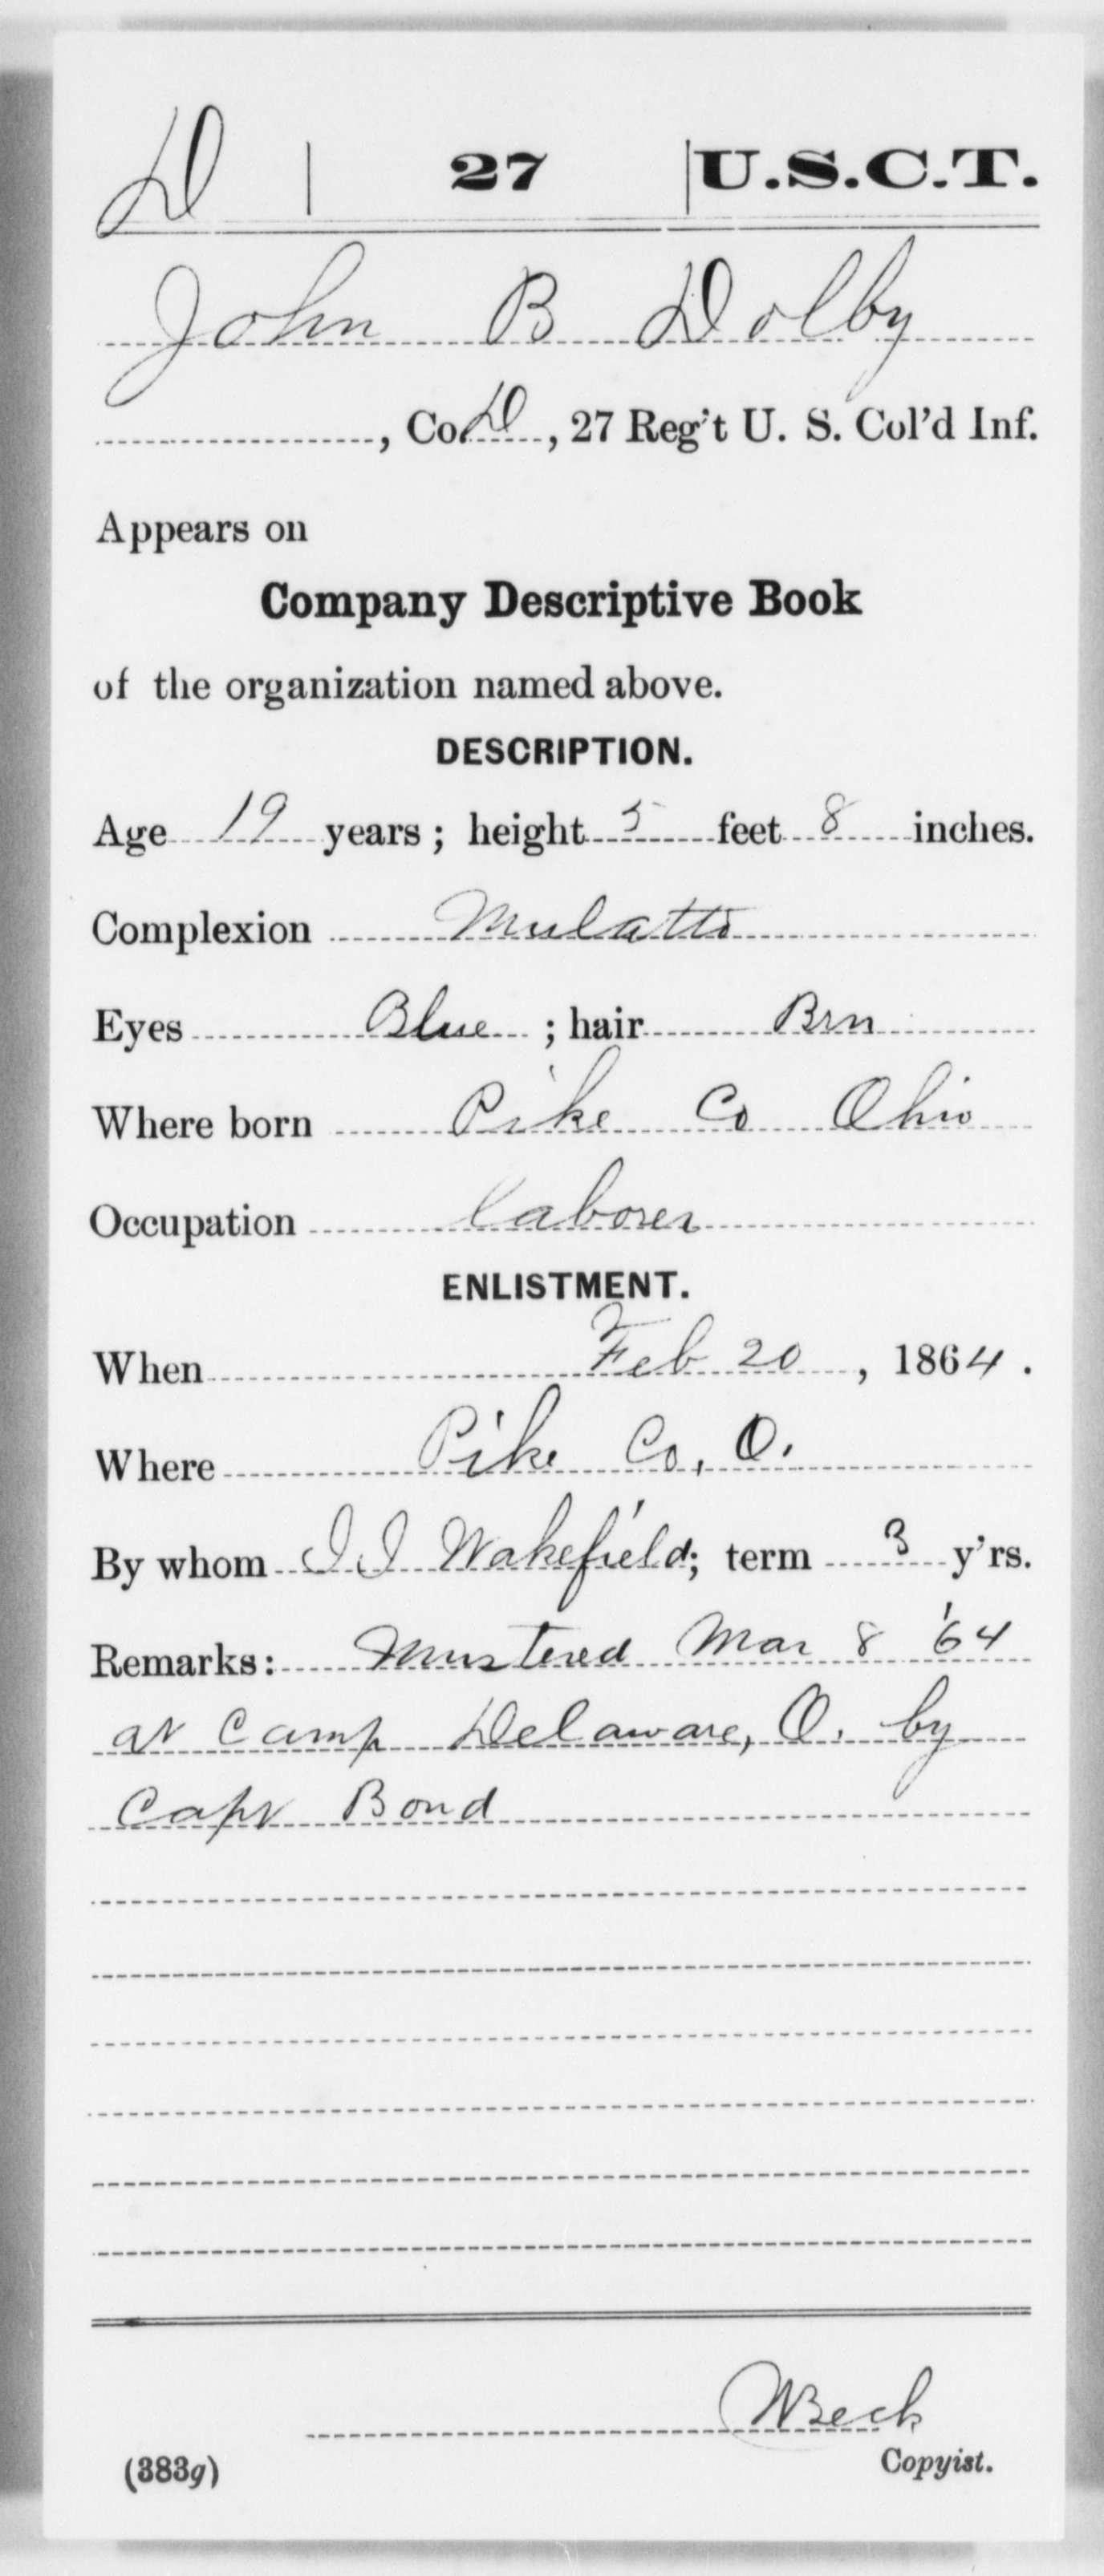 D | 27 | U.S.C.T.
John B Dolby
, Co. D, 27 Reg't U. S. Col'd Inf.
Appears on
Company Descriptive Book
of the organization named above.
DESCRIPTION.
Age 19 years; height 5 feet 8 inches.
Complexion Mulatto
Eyes Blue; hair Brn
Where born Pike Co Ohio
Occupation laborer
ENLISTMENT.
When Feb 20, 1864.
Where Pike Co, O.
By whom I I Wakefield; term 3 y'rs.
Remarks: Mustered Mar 8 '64
at Camp Delaware, O. by
Capt Bond
WBeck
(383g) Copyist.